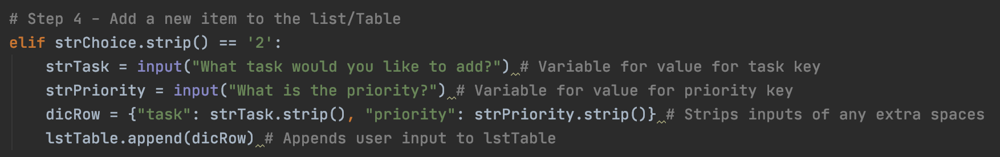 # Step 4 - Add a new item to the list/Table
elif strChoice.strip() == '2':
    strTask = input("What task would you like to add?") # Variable for value for task key
    strPriority = input("What is the priority?") # Variable for value for priority key
    dicRow = {"task": strTask.strip(), "priority": strPriority.strip()} # Strips inputs of any extra spaces
    lstTable.append(dicRow) # Appends user input to lstTable